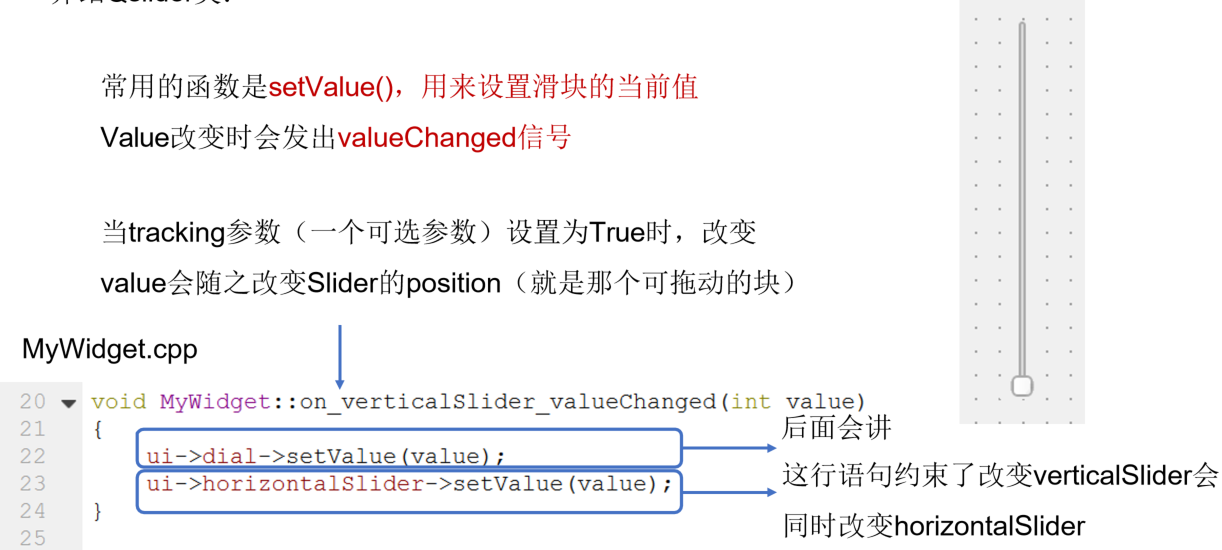 常用的函数是setValue()，用来设置滑块的当前值
Value改变时会发出valueChanged信号
当tracking参数（一个可选参数）设置为True时，改变
value会随之改变Slider的position（就是那个可拖动的块）
MyWidget.cpp
20 void MyWidget::on_verticalSlider_valueChanged(int value)
21 {
22 ui->dial->setValue(value);
23 ui->horizontalSlider->setValue(value);
24 }
25
后面会讲
这行语句约束了改变verticalSlider会
同时改变horizontalSlider